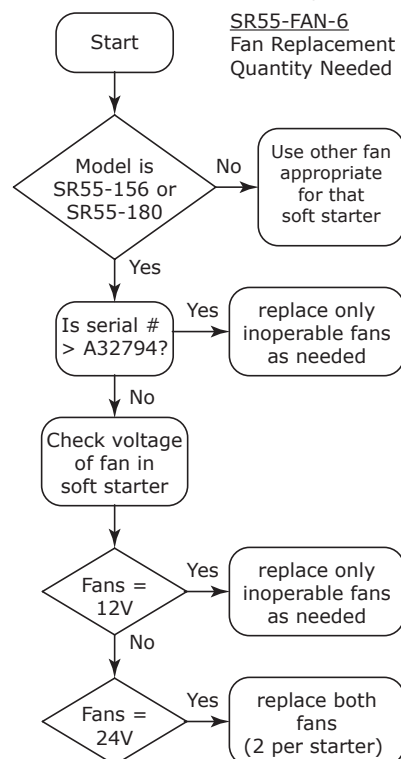 SR55-FAN-6
Fan Replacement
Quantity Needed
Start
Model is
SR55-156 or
SR55-180
No
Use other fan
appropriate
for that
soft starter
Yes
Is serial #
> A32794?
Yes
replace only
inoperable fans
as needed
No
Check voltage
of fan in
soft starter
Fans =
12V
Yes
replace only
inoperable fans
as needed
No
Fans =
24V
Yes
replace both
fans
(2 per starter)